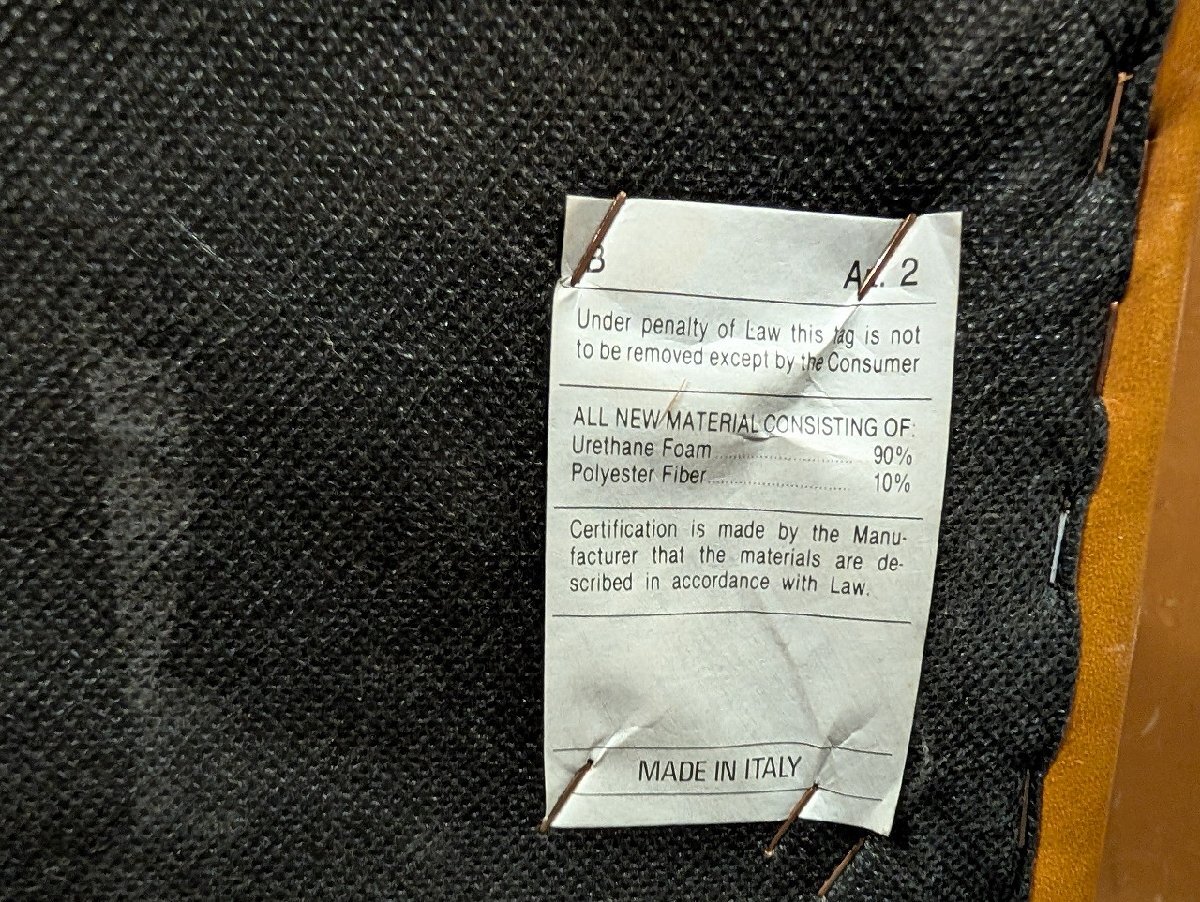 B 2
Under penalty of Law this tag is not
to be removed except by the Consumer
ALL NEW MATERIAL CONSISTING OF:
Urethane Foam 90%
Polyester Fiber 10%
Certification is made by the Manu-
facturer that the materials are de-
scribed in accordance with Law.
MADE IN ITALY